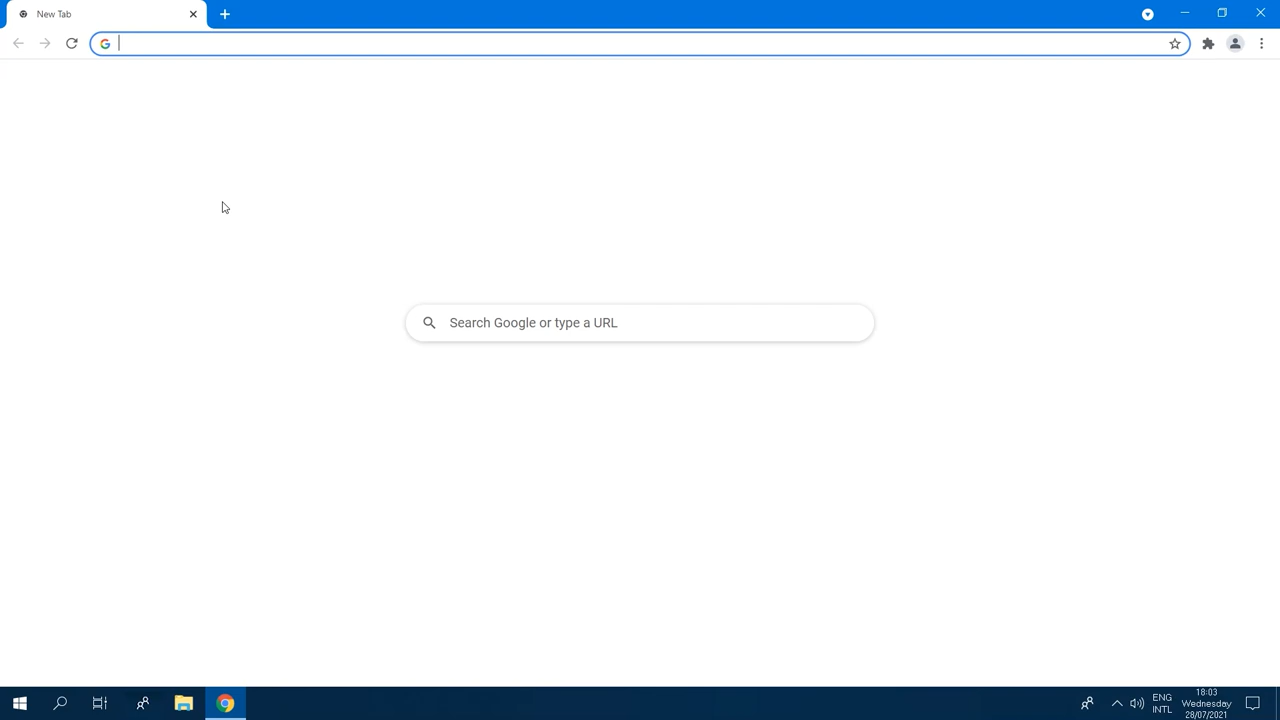 New Tab
Search Google or type a URL
ENG
INTL
18:03
Wednesday
28/07/2021